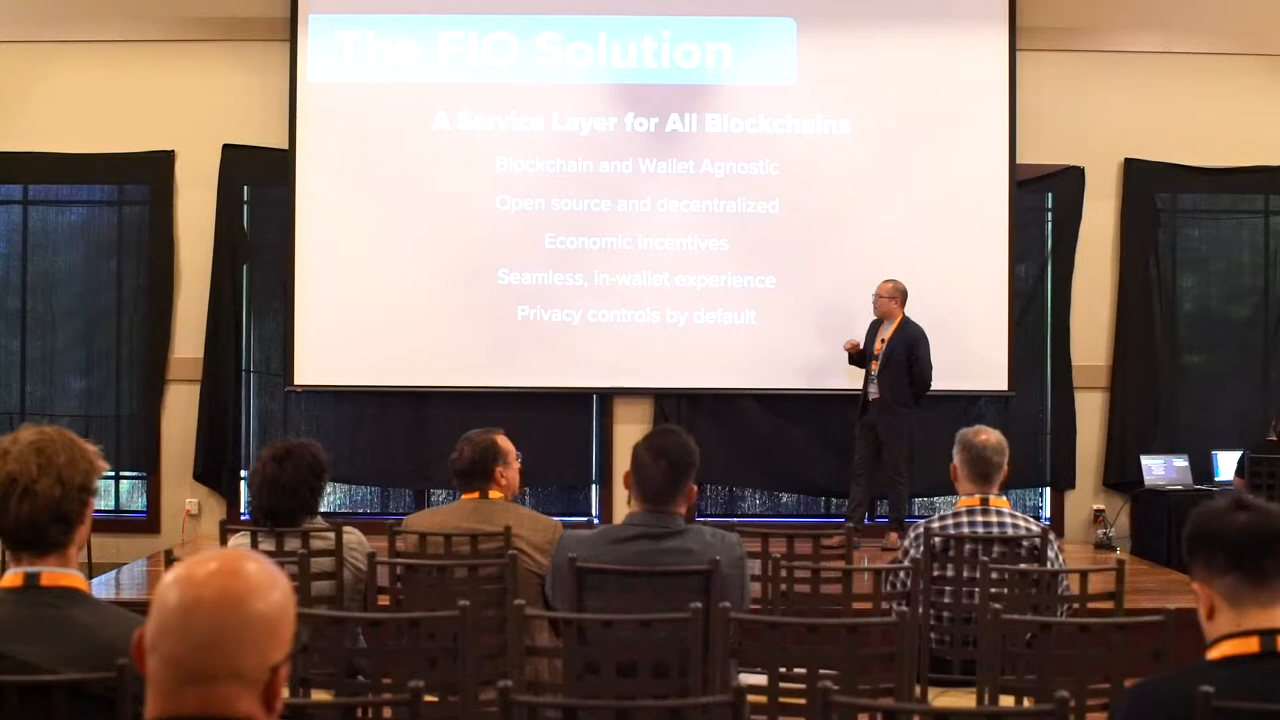 The FIO Solution
A Service Layer for All Blockchains
Blockchain and Wallet Agnostic
Open source and decentralized
Economic incentives
Seamless, in-wallet experience
Privacy controls by default